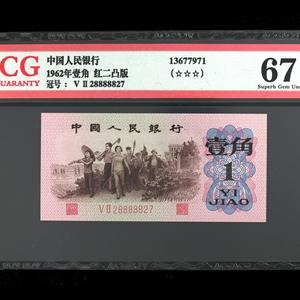 CG
UARANTY
中国人民银行
1962年壹角 红二凸版
冠号： V Ⅱ 28888827
13677971
(☆☆☆)
67
Superb Gem Unc
中国人民银行
壹角
1
YI
JIAO
V Ⅱ 28888827